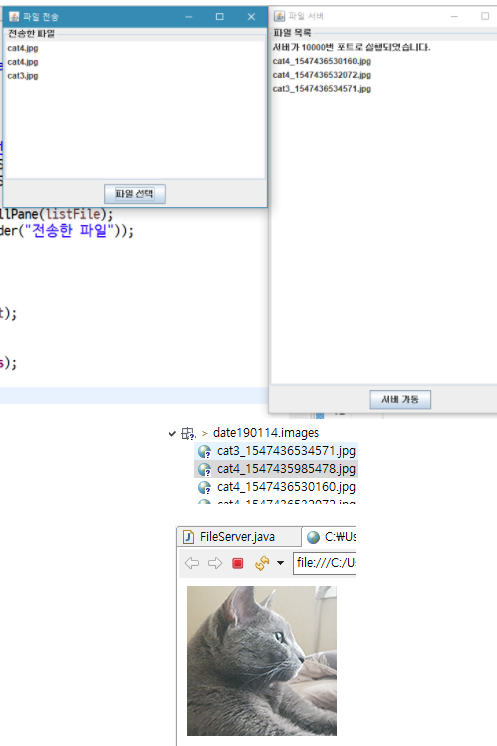 파일 전송
전송한 파일
cat4.jpg
cat4.jpg
cat3.jpg
파일 선택
llPane(listFile);
der("전송한 파일"));
t);
s);
파일 서버
파일 목록
서버가 10000번 포트로 실행되었습니다.
cat4_1547436530160.jpg
cat4_1547436532072.jpg
cat3_1547436534571.jpg
서버 가동
> date190114.images
cat3_1547436534571.jpg
cat4_1547435985478.jpg
cat4_1547436530160.jpg
cat4_1547436532072.jpg
FileServer.java
C:₩Us
file:///C:/Us